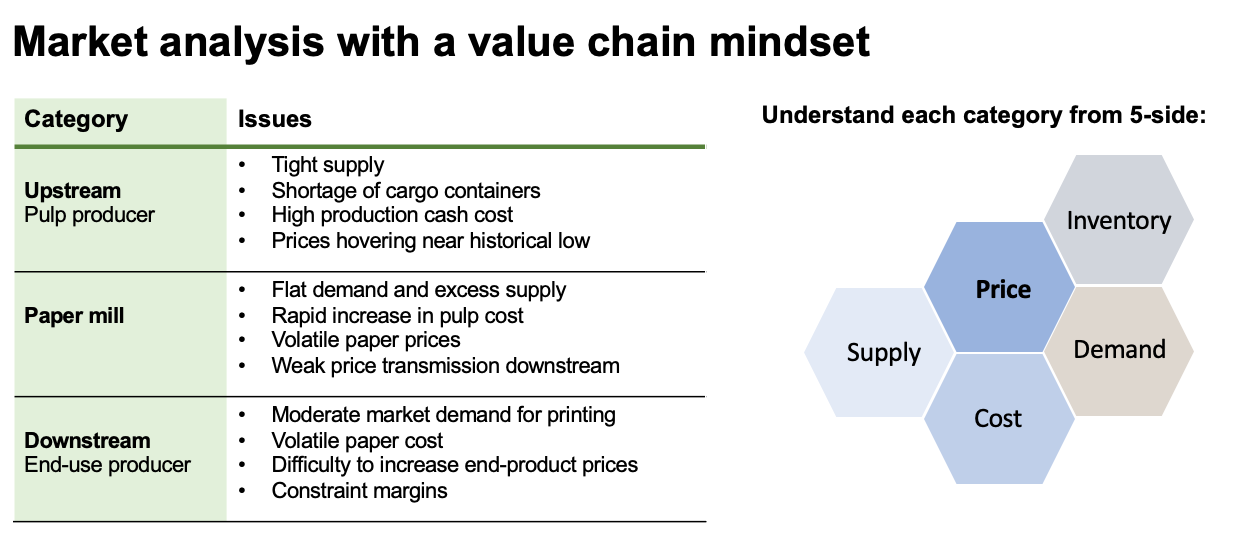 Market analysis with a value chain mindset
Category
Issues
Upstream
Pulp producer
• Tight supply
• Shortage of cargo containers
• High production cash cost
• Prices hovering near historical low
Paper mill
• Flat demand and excess supply
• Rapid increase in pulp cost
• Volatile paper prices
• Weak price transmission downstream
Downstream
End-use producer
• Moderate market demand for printing
• Volatile paper cost
• Difficulty to increase end-product prices
• Constraint margins
Understand each category from 5-side:
Inventory
Price
Supply
Demand
Cost